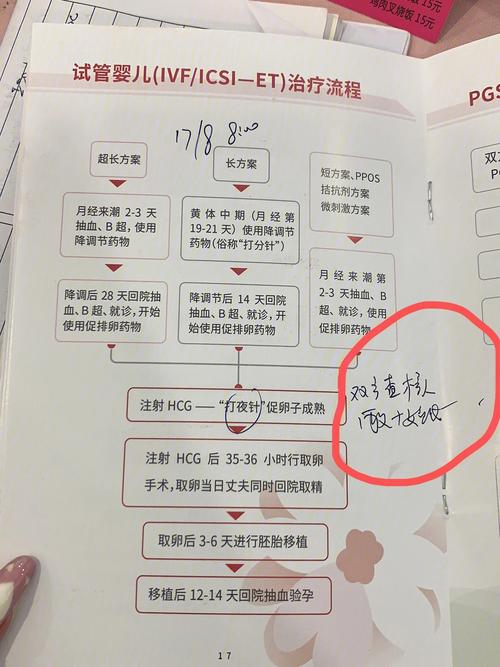 鸡肉叉烧饭 15元
试管婴儿(IVF/ICSI—ET)治疗流程
PGS
17/8 8:00
超长方案
长方案
短方案、PPOS
拮抗剂方案
微刺激方案
月经来潮 2-3 天
抽血、B 超，使用
降调节药物
黄体中期（月经第
19-21 天）使用降调节
药物(俗称“打分针”)
月经来潮第
2-3 天抽血、B
超、就诊，使用
促排卵药物
降调后 28 天回院抽
血、B 超、就诊，开始
使用促排卵药物
降调节后 14 天回院
抽血、B 超、就诊，开
始使用促排卵药物
注射 HCG —— “打夜针”促卵子成熟
注射 HCG 后 35-36 小时行取卵
手术，取卵当日丈夫同时回院取精
取卵后 3-6 天进行胚胎移植
移植后 12-14 天回院抽血验孕
17